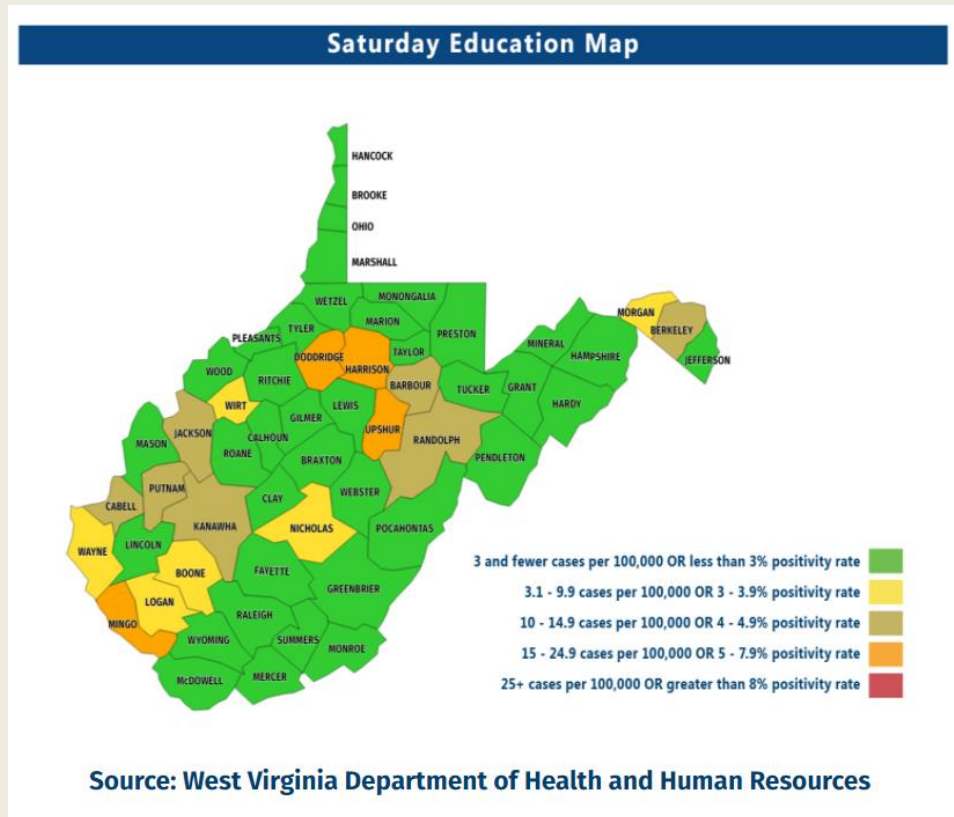 Saturday Education Map
HANCOCK
BROOKE
OHIO
MARSHALL
WETZEL
MONONGALIA
MORGAN
TYLER
MARION
BERKELEY
PLEASANTS
PRESTON
MINERAL
TAYLOR
DODDRIDGE
HAMPSHIRE
JEFFERSON
WOOD
HARRISON
RITCHIE
BARBOUR
TUCKER
GRANT
WIRT
LEWIS
HARDY
GILMER
UPSHUR
JACKSON
CALHOUN
RANDOLPH
MASON
ROANE
BRAXTON
PENDLETON
PUTNAM
WEBSTER
CLAY
CABELL
KANAWHA
NICHOLAS
POCAHONTAS
LINCOLN
WAYNE
BOONE
FAYETTE
GREENBRIER
LOGAN
RALEIGH
MINGO
WYOMING
SUMMERS
MONROE
McDOWELL
MERCER
3 and fewer cases per 100,000 OR less than 3% positivity rate
3.1 - 9.9 cases per 100,000 OR 3 - 3.9% positivity rate
10 - 14.9 cases per 100,000 OR 4 - 4.9% positivity rate
15 - 24.9 cases per 100,000 OR 5 - 7.9% positivity rate
25+ cases per 100,000 OR greater than 8% positivity rate
Source: West Virginia Department of Health and Human Resources